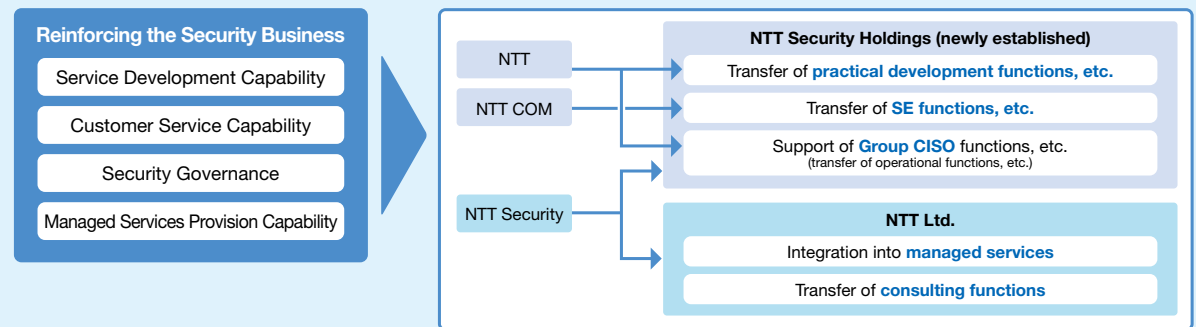 Reinforcing the Security Business
Service Development Capability
Customer Service Capability
Security Governance
Managed Services Provision Capability
NTT
NTT COM
NTT Security
NTT Security Holdings (newly established)
Transfer of practical development functions, etc.
Transfer of SE functions, etc.
Support of Group CISO functions, etc.
(transfer of operational functions, etc.)
NTT Ltd.
Integration into managed services
Transfer of consulting functions